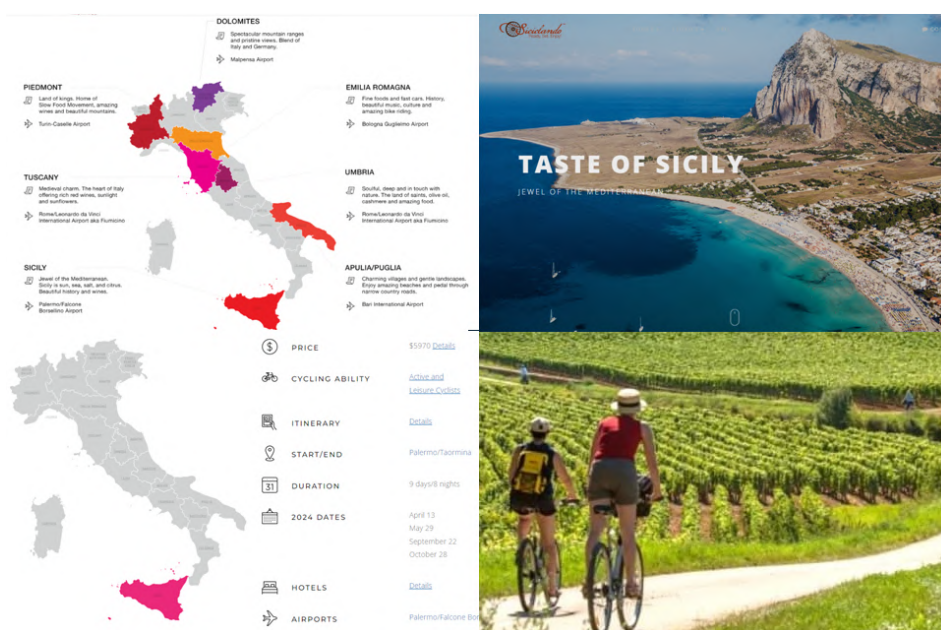 DOLOMITES
Spectacular mountain ranges
and pristine views. Blend of
Italy and Germany.
Malpensa Airport
PIEDMONT
Land of kings. Home of
Slow Food Movement, amazing
wines and beautiful mountains.
Turin-Caselle Airport
EMILIA ROMAGNA
Fine foods and fast cars. History,
beautiful music, culture and
amazing bike riding.
Bologna Guglielmo Airport
TUSCANY
Medieval charm. The heart of Italy
offering rich red wines, sunlight
and sunflowers.
Rome/Leonardo da Vinci
International Airport aka Fiumicino
UMBRIA
Soulful, deep and in touch with
nature. The land of saints, olive oil,
cashmere and amazing food.
Rome/Leonardo da Vinci
International Airport aka Fiumicino
SICILY
Jewel of the Mediterranean.
Sicily is sun, sea, salt, and citrus.
Beautiful history and wines.
Palermo/Falcone
Borsellino Airport
APULIA/PUGLIA
Charming villages and gentle landscapes.
Enjoy amazing beaches and pedal through
narrow country roads.
Bari International Airport
Siciclando
TASTE OF SICILY
JEWEL OF THE MEDITERRANEAN
PRICE $5970 Details
CYCLING ABILITY Active and
Leisure Cyclists
ITINERARY Details
START/END Palermo/Taormina
31 DURATION 9 days/8 nights
2024 DATES April 13
May 29
September 22
October 28
HOTELS Details
AIRPORTS Palermo/Falcone Bor